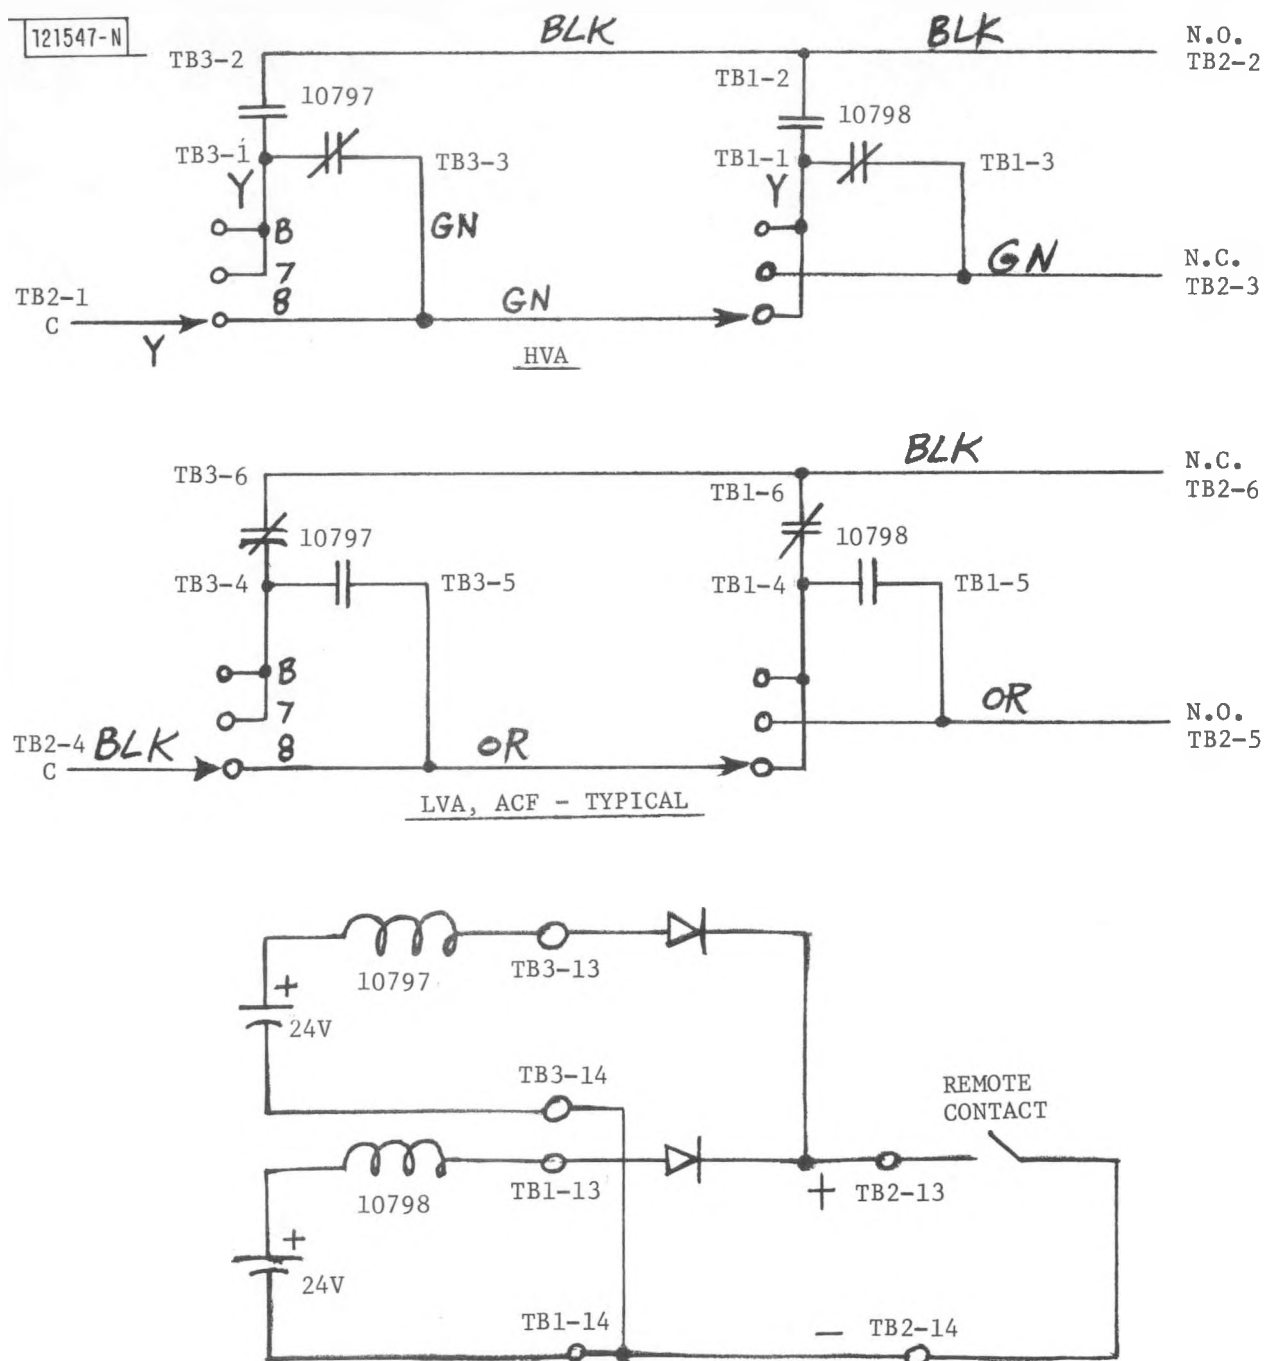 121547-N
BLK
BLK
N.O.
TB2-2
TB3-2
TB1-2
10797
10798
TB3-1
TB3-3
TB1-1
TB1-3
Y
Y
B
GN
7
GN
N.C.
TB2-3
TB2-1
C
8
GN
Y
HVA
BLK
N.C.
TB2-6
TB3-6
TB1-6
10797
10798
TB3-4
TB3-5
TB1-4
TB1-5
B
7
OR
N.O.
TB2-5
TB2-4
C
BLK
8
OR
LVA, ACF - TYPICAL
10797
TB3-13
+
24V
TB3-14
REMOTE
CONTACT
10798
TB1-13
+
TB2-13
+
24V
TB1-14
−
TB2-14